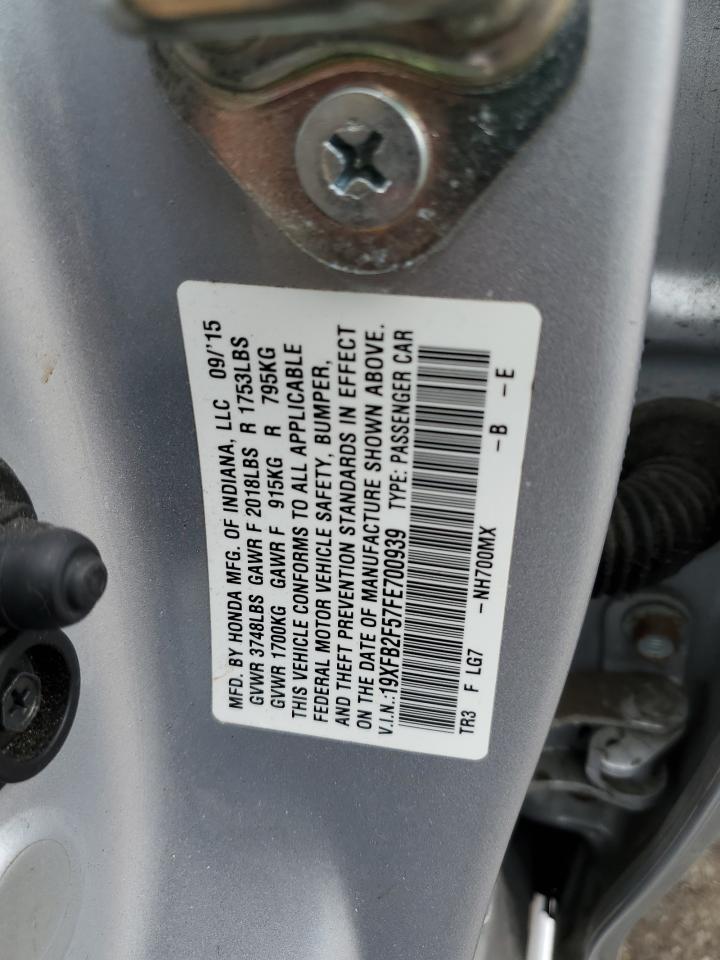 MFD. BY HONDA MFG. OF INDIANA, LLC 09/'15
GVWR 3748LBS GAWR F 2018LBS R 1753LBS
GVWR 1700KG GAWR F 915KG R 795KG
THIS VEHICLE CONFORMS TO ALL APPLICABLE
FEDERAL MOTOR VEHICLE SAFETY, BUMPER,
AND THEFT PREVENTION STANDARDS IN EFFECT
ON THE DATE OF MANUFACTURE SHOWN ABOVE.
V.I.N.:19XFB2F57FE700939 TYPE: PASSENGER CAR
TR3 F LG7 -NH700MX -B -E